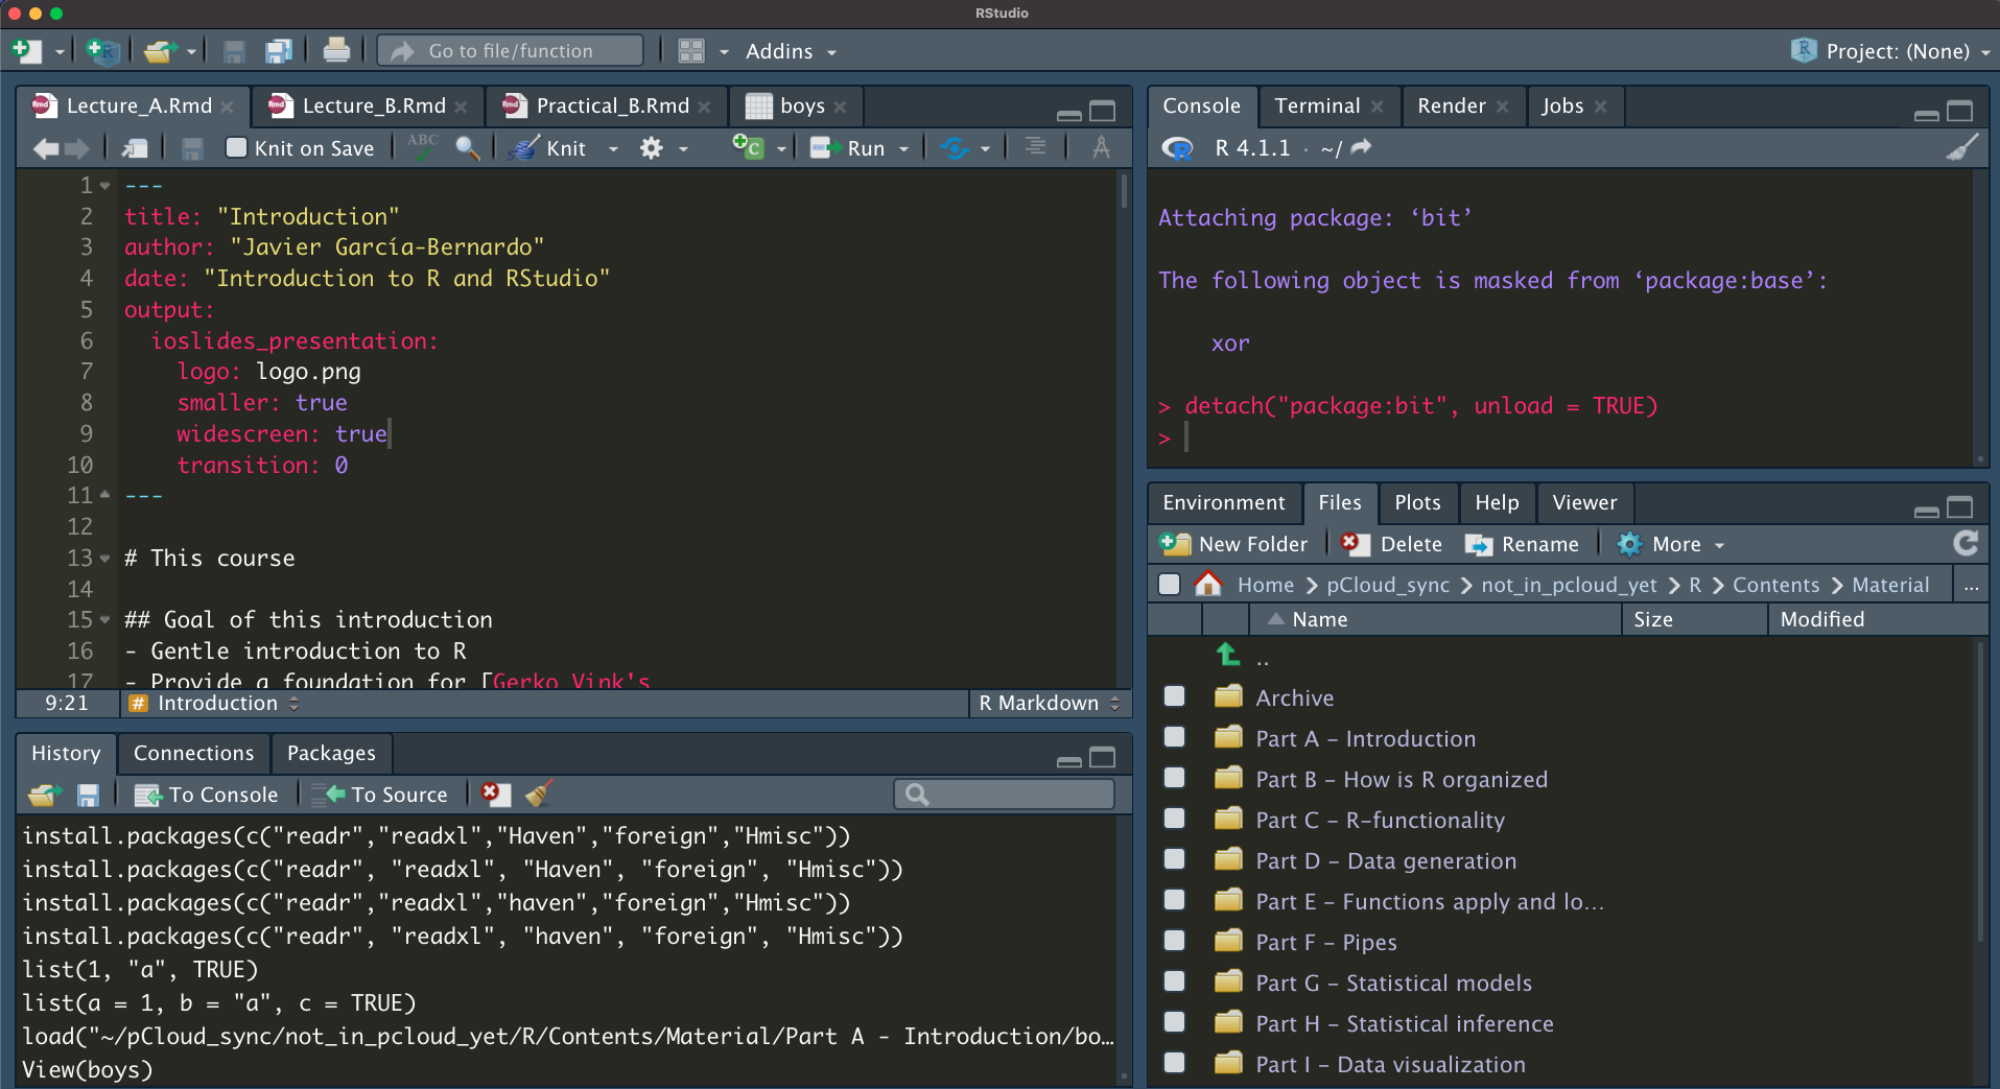 RStudio
Go to file/function
Addins
Project: (None)
Lecture_A.Rmd
Lecture_B.Rmd
Practical_B.Rmd
boys
Knit on Save
ABC
Knit
Run
1 ---
2 title: "Introduction"
3 author: "Javier García-Bernardo"
4 date: "Introduction to R and RStudio"
5 output:
6 ioslides_presentation:
7 logo: logo.png
8 smaller: true
9 widescreen: true
10 transition: 0
11 ---
12
13 # This course
14
15 ## Goal of this introduction
16 - Gentle introduction to R
17 - Provide a foundation for [Gerko Vink's
9:21
# Introduction
R Markdown
History
Connections
Packages
To Console
To Source
install.packages(c("readr","readxl","Haven","foreign","Hmisc"))
install.packages(c("readr", "readxl", "Haven", "foreign", "Hmisc"))
install.packages(c("readr","readxl","haven","foreign","Hmisc"))
install.packages(c("readr", "readxl", "haven", "foreign", "Hmisc"))
list(1, "a", TRUE)
list(a = 1, b = "a", c = TRUE)
load("~/pCloud_sync/not_in_pcloud_yet/R/Contents/Material/Part A - Introduction/bo…
View(boys)
Console
Terminal
Render
Jobs
R 4.1.1 · ~/
Attaching package: ‘bit’
The following object is masked from ‘package:base’:
xor
> detach("package:bit", unload = TRUE)
>
Environment
Files
Plots
Help
Viewer
New Folder
Delete
Rename
More
Home > pCloud_sync > not_in_pcloud_yet > R > Contents > Material
...
Name
Size
Modified
..
Archive
Part A – Introduction
Part B – How is R organized
Part C – R-functionality
Part D – Data generation
Part E – Functions apply and lo…
Part F – Pipes
Part G – Statistical models
Part H – Statistical inference
Part I – Data visualization